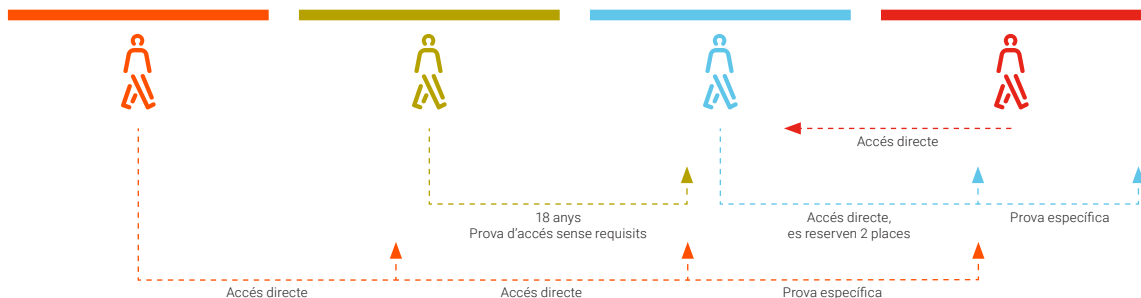 Accés directe
18 anys
Prova d’accés sense requisits
Accés directe,
es reserven 2 places
Prova específica
Accés directe
Accés directe
Prova específica